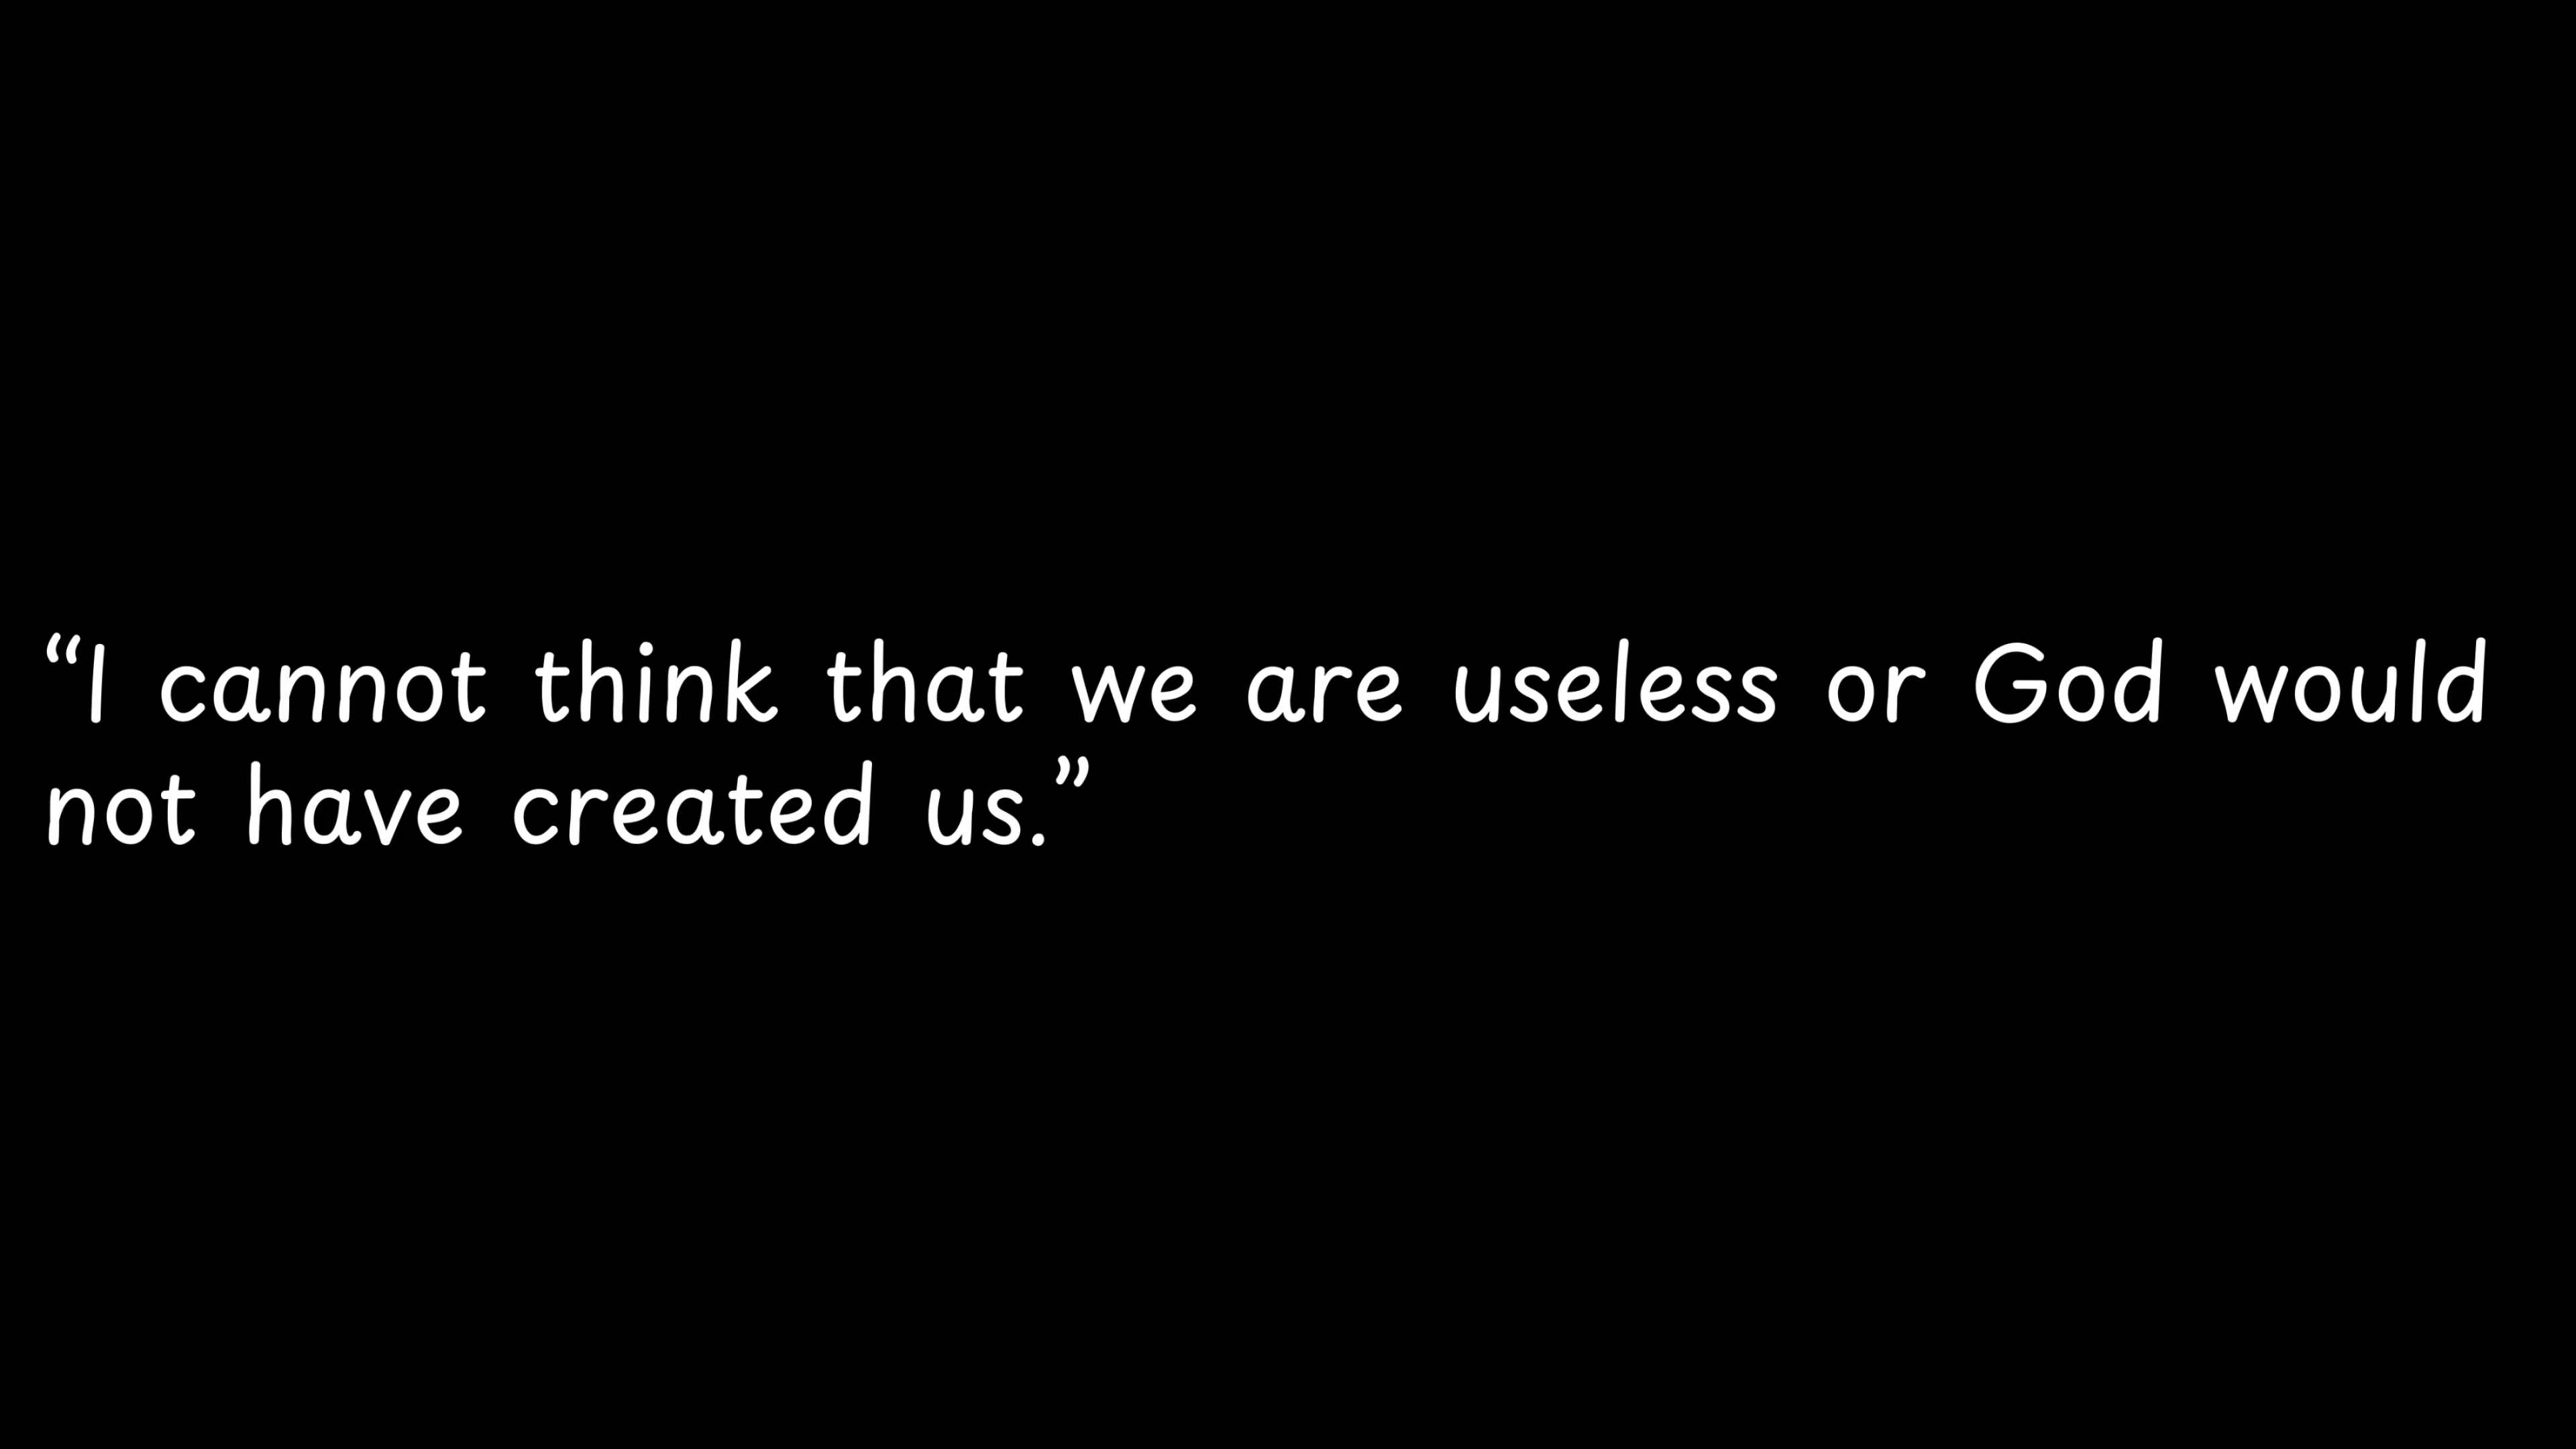 “I cannot think that we are useless or God would
not have created us.”